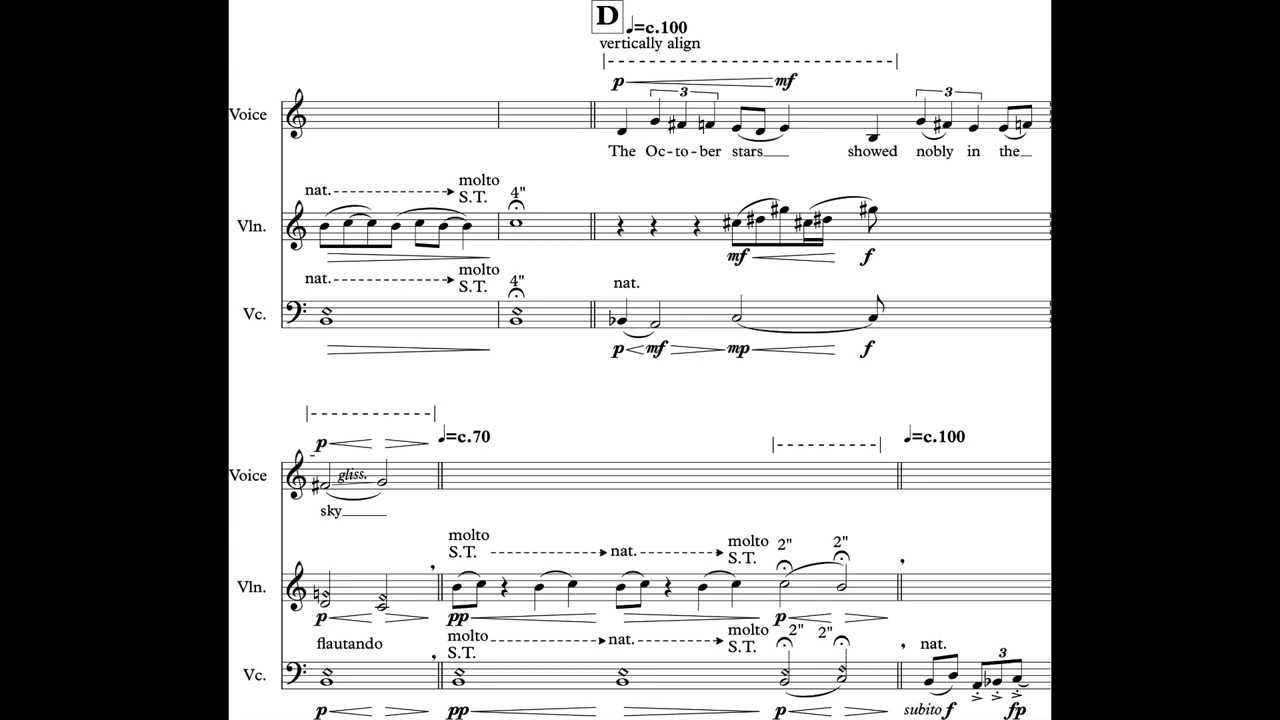 D ♩=c.100
vertically align
p mf
3 3
Voice
The Oc-to-ber stars showed nobly in the
nat. molto S.T. 4"
Vln.
mf f
nat. molto S.T. 4" nat.
Vc.
p mf mp f
♩=c.70 ♩=c.100
p
Voice gliss.
sky
molto S.T. nat. molto S.T. 2" 2"
Vln.
p pp p
flautando molto S.T. nat. molto S.T. 2" 2" nat.
3
Vc.
p pp p subito f fp